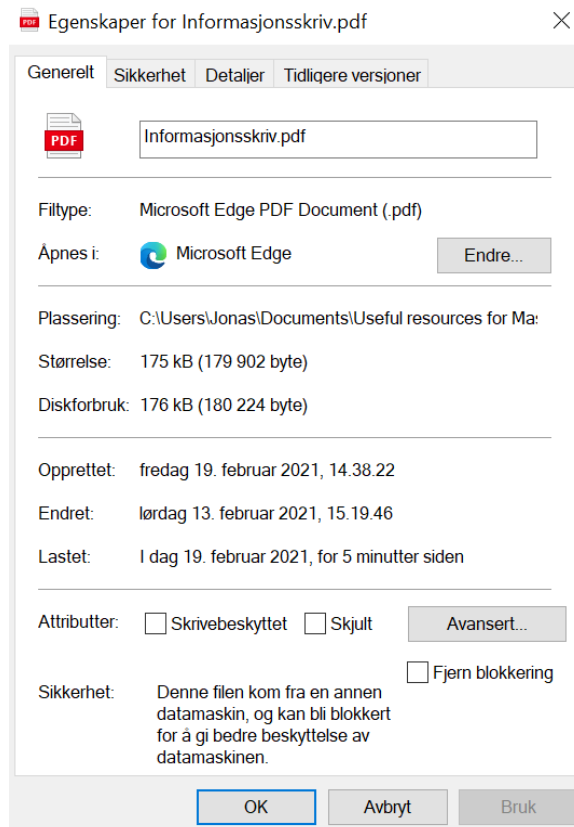 Egenskaper for Informasjonsskriv.pdf
Generelt Sikkerhet Detaljer Tidligere versjoner
PDF Informasjonsskriv.pdf
Filtype: Microsoft Edge PDF Document (.pdf)
Åpnes i: Microsoft Edge Endre...
Plassering: C:\Users\Jonas\Documents\Useful resources for Ma
Størrelse: 175 kB (179 902 byte)
Diskforbruk: 176 kB (180 224 byte)
Opprettet: fredag 19. februar 2021, 14.38.22
Endret: lørdag 13. februar 2021, 15.19.46
Lastet: I dag 19. februar 2021, for 5 minutter siden
Attributter: Skrivebeskyttet Skjult Avansert...
Fjern blokkering
Sikkerhet: Denne filen kom fra en annen
datamaskin, og kan bli blokkert
for å gi bedre beskyttelse av
datamaskinen.
OK Avbryt Bruk